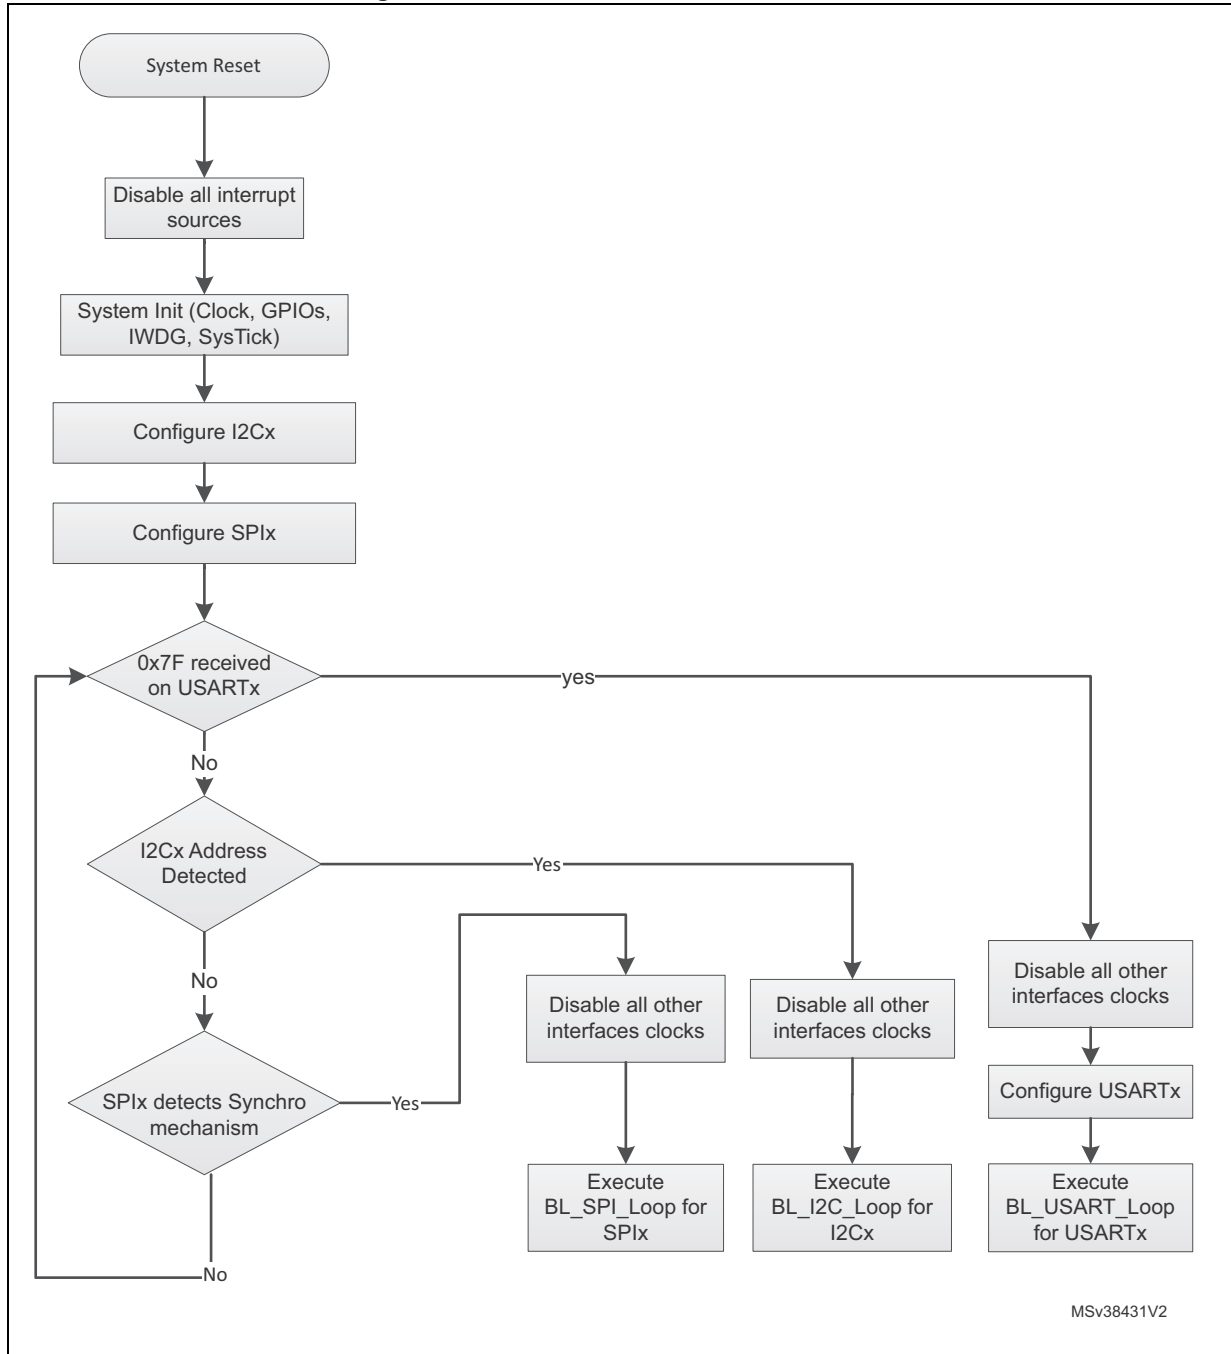 System Reset
Disable all interrupt
sources
System Init (Clock, GPIOs,
IWDG, SysTick)
Configure I2Cx
Configure SPIx
0x7F received
on USARTx
yes
No
I2Cx Address
Detected
Yes
No
SPIx detects Synchro
mechanism
Yes
No
Disable all other
interfaces clocks
Execute
BL_SPI_Loop for
SPIx
Disable all other
interfaces clocks
Execute
BL_I2C_Loop for
I2Cx
Disable all other
interfaces clocks
Configure USARTx
Execute
BL_USART_Loop
for USARTx
MSv38431V2